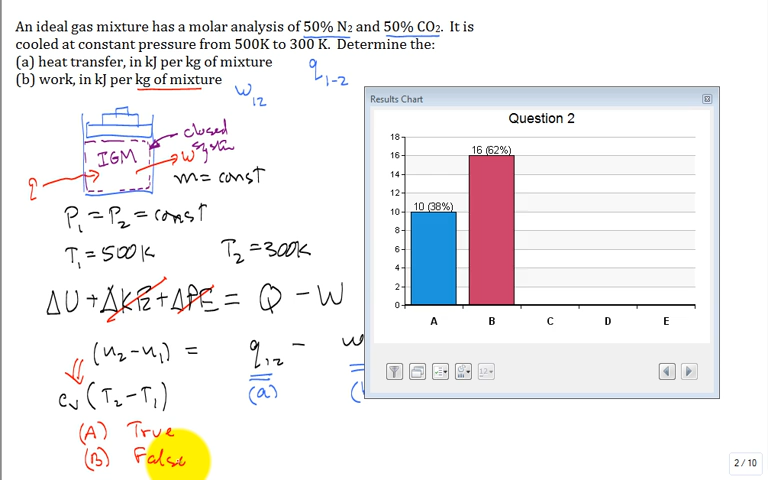 An ideal gas mixture has a molar analysis of 50% N₂ and 50% CO₂. It is
cooled at constant pressure from 500K to 300 K. Determine the:
(a) heat transfer, in kJ per kg of mixture
(b) work, in kJ per kg of mixture
q₁₋₂
w₁₂
closed
system
IGM
w
m = const
q
P₁ = P₂ = const
T₁ = 500K T₂ = 300K
ΔU + ΔKE + ΔPE = Q − W
(u₂ − u₁) = q₁₂ − w
(a) (
cᵥ (T₂ − T₁)
(A) True
(B) False
Results Chart
Question 2
18
16
14
12
10
8
6
4
2
0
10 (38%)
16 (62%)
A B C D E
2 / 10